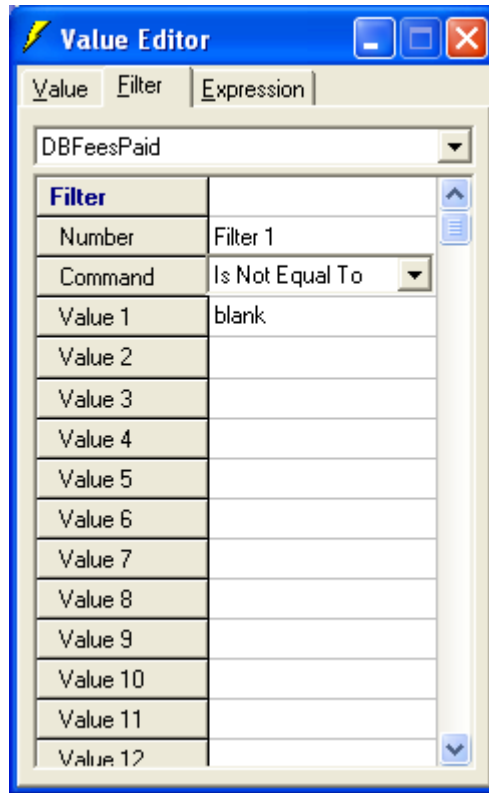 Value Editor
Value Filter Expression
DBFeesPaid
Filter
Number Filter 1
Command Is Not Equal To
Value 1 blank
Value 2
Value 3
Value 4
Value 5
Value 6
Value 7
Value 8
Value 9
Value 10
Value 11
Value 12